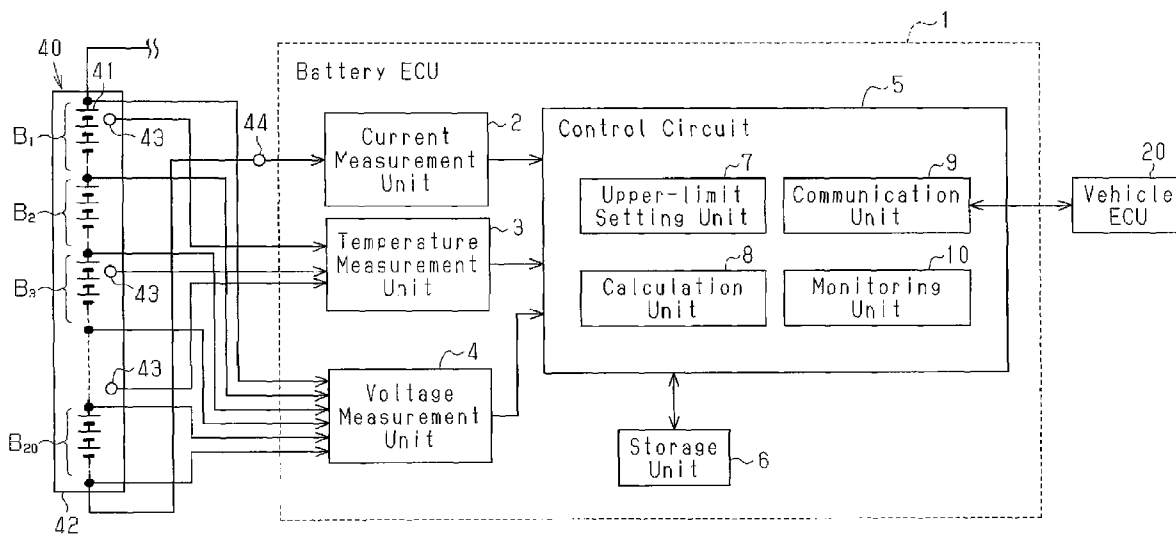 1
40
41
Battery ECU
5
B1
43
44
2
Current
Measurement
Unit
Control Circuit
7
Upper-limit
Setting Unit
9
Communication
Unit
20
Vehicle
ECU
B2
3
Temperature
Measurement
Unit
B3
43
8
Calculation
Unit
10
Monitoring
Unit
43
4
Voltage
Measurement
Unit
B20
Storage
Unit
6
42